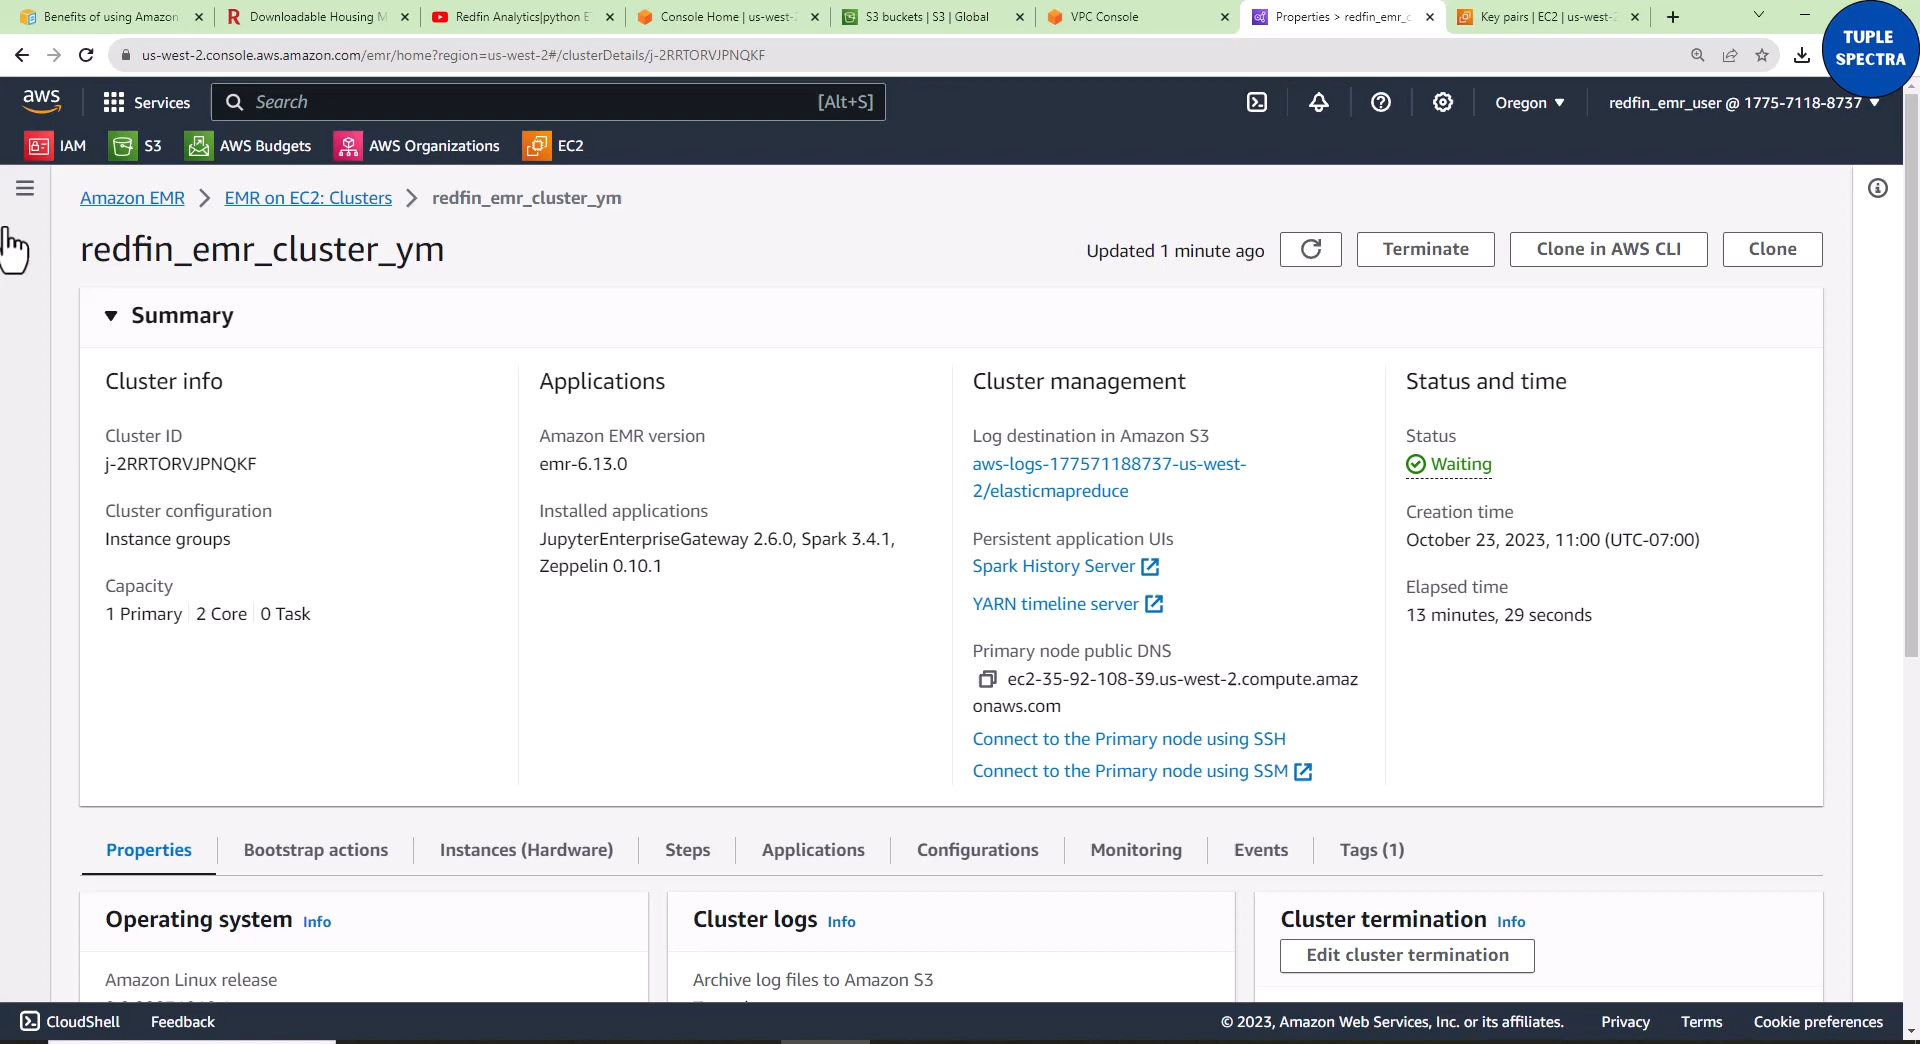 Benefits of using Amazon
Downloadable Housing M
Redfin Analytics|python E
Console Home | us-west-2
S3 buckets | S3 | Global
VPC Console
Properties > redfin_emr_c
Key pairs | EC2 | us-west-2
TUPLE
SPECTRA
us-west-2.console.aws.amazon.com/emr/home?region=us-west-2#/clusterDetails/j-2RRTORVJPNQKF
aws
Services
Search
[Alt+S]
Oregon
redfin_emr_user @ 1775-7118-8737
IAM
S3
AWS Budgets
AWS Organizations
EC2
Amazon EMR
EMR on EC2: Clusters
redfin_emr_cluster_ym
redfin_emr_cluster_ym
Updated 1 minute ago
Terminate
Clone in AWS CLI
Clone
Summary
Cluster info
Cluster ID
j-2RRTORVJPNQKF
Cluster configuration
Instance groups
Capacity
1 Primary 2 Core 0 Task
Applications
Amazon EMR version
emr-6.13.0
Installed applications
JupyterEnterpriseGateway 2.6.0, Spark 3.4.1,
Zeppelin 0.10.1
Cluster management
Log destination in Amazon S3
aws-logs-177571188737-us-west-
2/elasticmapreduce
Persistent application UIs
Spark History Server
YARN timeline server
Primary node public DNS
ec2-35-92-108-39.us-west-2.compute.amaz
onaws.com
Connect to the Primary node using SSH
Connect to the Primary node using SSM
Status and time
Status
Waiting
Creation time
October 23, 2023, 11:00 (UTC-07:00)
Elapsed time
13 minutes, 29 seconds
Properties
Bootstrap actions
Instances (Hardware)
Steps
Applications
Configurations
Monitoring
Events
Tags (1)
Operating system Info
Amazon Linux release
Cluster logs Info
Archive log files to Amazon S3
Cluster termination Info
Edit cluster termination
CloudShell
Feedback
© 2023, Amazon Web Services, Inc. or its affiliates.
Privacy
Terms
Cookie preferences